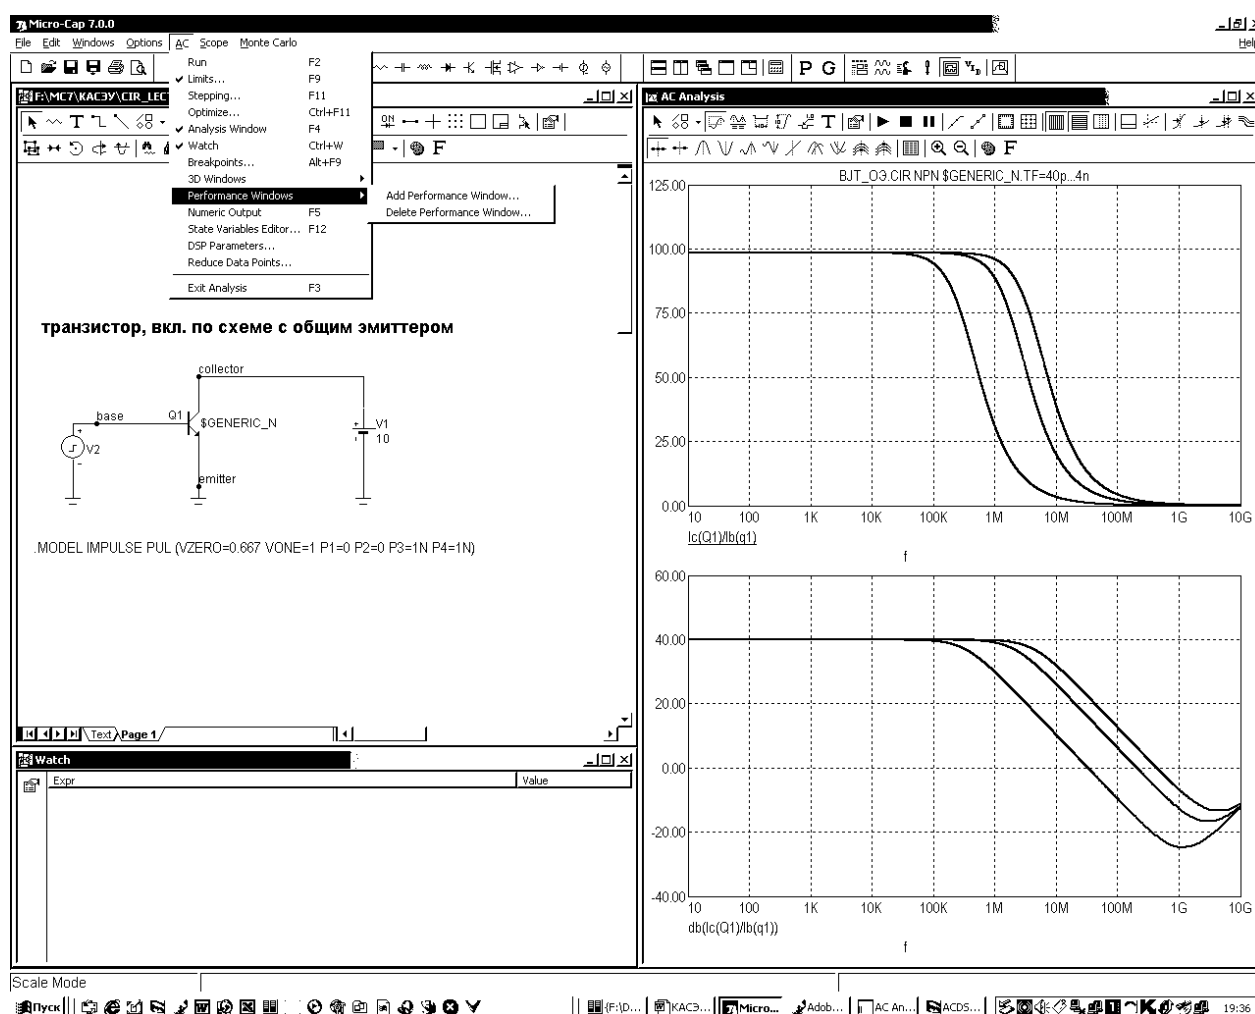 Micro-Cap 7.0.0
File Edit Windows Options AC Scope Monte Carlo Help
Run F2
Limits... F9
Stepping... F11
Optimize... Ctrl+F11
Analysis Window F4
Watch Ctrl+W
Breakpoints... Alt+F9
3D Windows
Performance Windows
Add Performance Window...
Delete Performance Window...
Numeric Output F5
State Variables Editor... F12
DSP Parameters...
Reduce Data Points...
Exit Analysis F3
F:\MC7\КАСЭУ\CIR_LECT
транзистор, вкл. по схеме с общим эмиттером
collector
base
Q1
$GENERIC_N
V1
10
V2
emitter
.MODEL IMPULSE PUL (VZERO=0.667 VONE=1 P1=0 P2=0 P3=1N P4=1N)
Text Page 1
Watch
Expr Value
AC Analysis
BJT_ОЭ.CIR NPN $GENERIC_N.TF=40p...4n
125.00
100.00
75.00
50.00
25.00
0.00
10 100 1K 10K 100K 1M 10M 100M 1G 10G
Ic(Q1)/Ib(q1)
f
60.00
40.00
20.00
0.00
-20.00
-40.00
10 100 1K 10K 100K 1M 10M 100M 1G 10G
db(Ic(Q1)/Ib(q1))
f
Scale Mode
Пуск {F:\D... КАСЭ... Micro... Adob... AC An... ACDS... 19:36